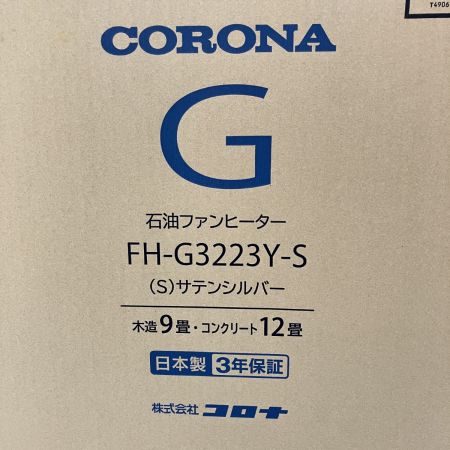 T4906
CORONA
G
石油ファンヒーター
FH-G3223Y-S
(S)サテンシルバー
木造9畳・コンクリート12畳
日本製 3年保証
株式会社 コロナ